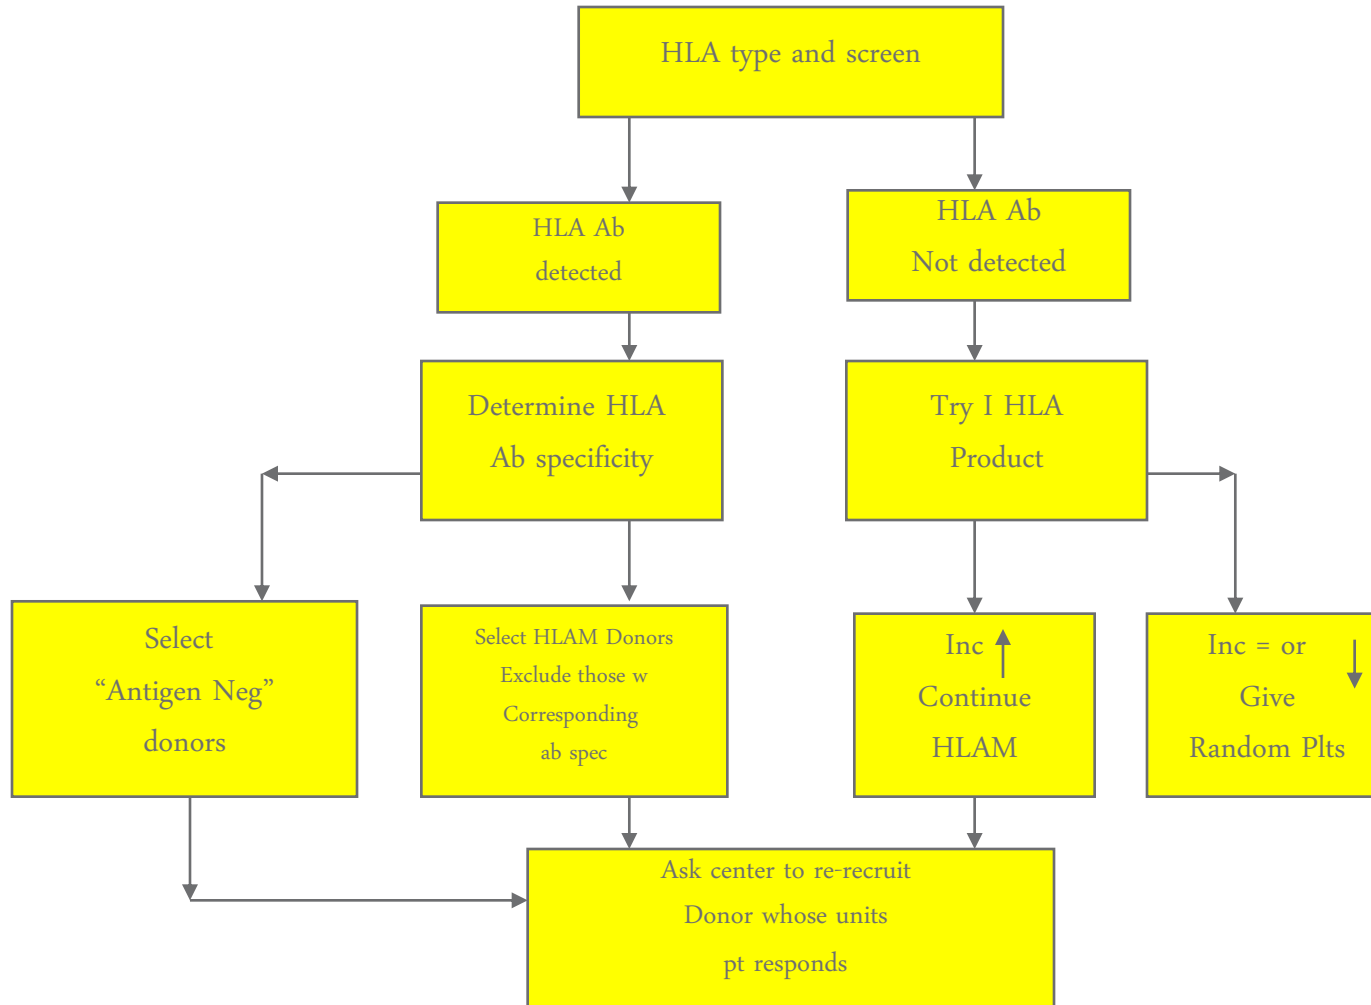 HLA type and screen
HLA Ab
detected
HLA Ab
Not detected
Determine HLA
Ab specificity
Try I HLA
Product
Select
“Antigen Neg”
donors
Select HLAM Donors
Exclude those w
Corresponding
ab spec
Inc
Continue
HLAM
Inc = or
Give
Random Plts
Ask center to re-recruit
Donor whose units
pt responds